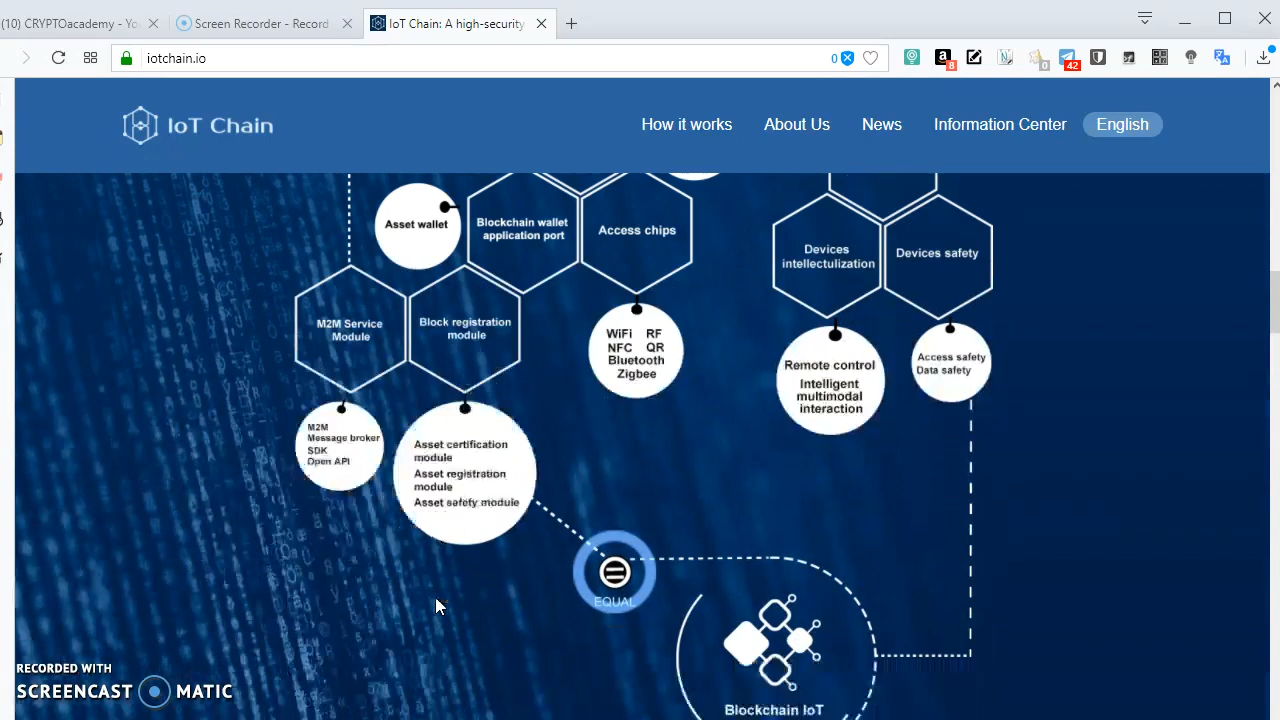 (10) CRYPTOacademy - Yo
Screen Recorder - Record
IoT Chain: A high-security
iotchain.io
0
8
0
42
IoT Chain
How it works
About Us
News
Information Center
English
Asset wallet
Blockchain wallet
application port
Access chips
Devices
intellectulization
Devices safety
M2M Service
Module
Block registration
module
WiFi RF
NFC QR
Bluetooth
Zigbee
Remote control
Intelligent
multimodal
interaction
Access safety
Data safety
M2M
Message broker
SDK
Open API
Asset certification
module
Asset registration
module
Asset safety module
EQUAL
Blockchain IoT
RECORDED WITH
SCREENCAST MATIC